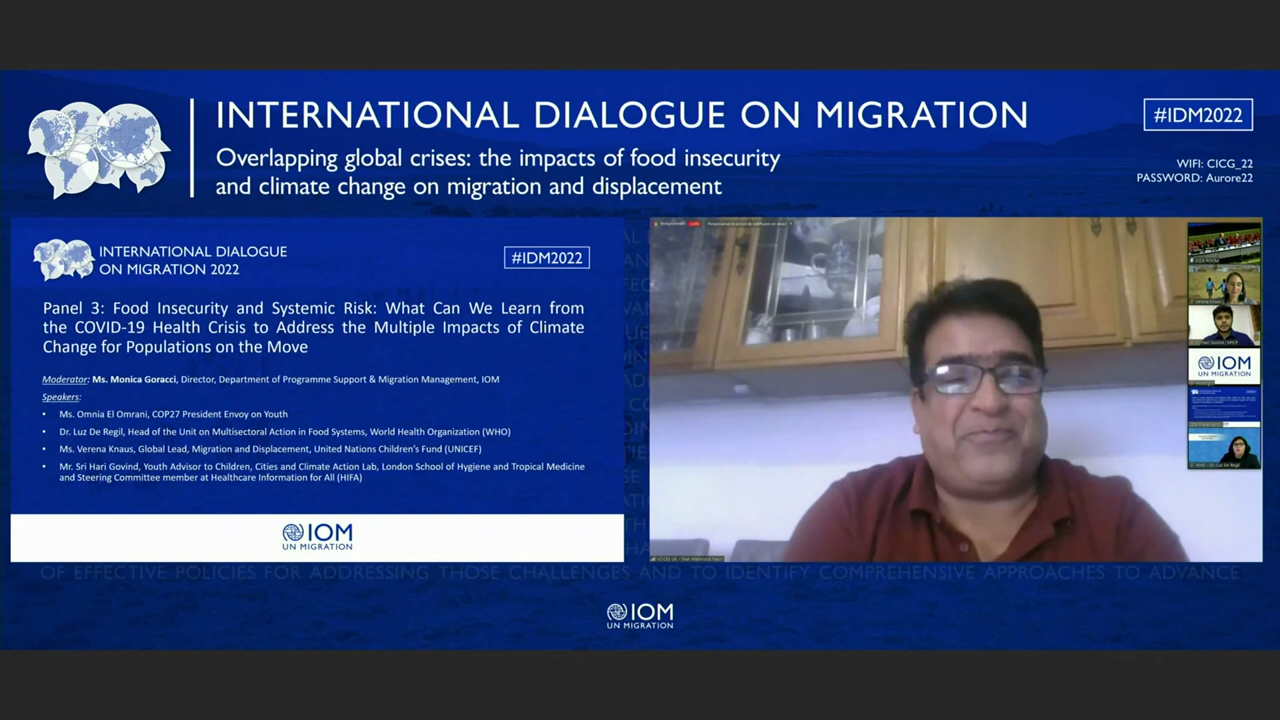 INTERNATIONAL DIALOGUE ON MIGRATION
Overlapping global crises: the impacts of food insecurity
and climate change on migration and displacement
#IDM2022
WIFI: CICG_22
PASSWORD: Aurore22
INTERNATIONAL DIALOGUE
ON MIGRATION 2022
#IDM2022
Panel 3: Food Insecurity and Systemic Risk: What Can We Learn from
the COVID-19 Health Crisis to Address the Multiple Impacts of Climate
Change for Populations on the Move
Moderator: Ms. Monica Goracci, Director, Department of Programme Support & Migration Management, IOM
Speakers:
• Ms. Omnia El Omrani, COP27 President Envoy on Youth
• Dr. Luz De Regil, Head of the Unit on Multisectoral Action in Food Systems, World Health Organization (WHO)
• Ms. Verena Knaus, Global Lead, Migration and Displacement, United Nations Children's Fund (UNICEF)
• Mr. Sri Hari Govind, Youth Advisor to Children, Cities and Climate Action Lab, London School of Hygiene and Tropical Medicine
and Steering Committee member at Healthcare Information for All (HIFA)
IOM
UN MIGRATION
LIVE
IOM
UN MIGRATION
OF EFFECTIVE POLICIES FOR ADDRESSING THOSE CHALLENGES AND TO IDENTIFY COMPREHENSIVE APPROACHES TO ADVANCE
IOM
UN MIGRATION